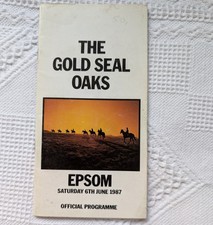 THE
GOLD SEAL
OAKS
EPSOM
SATURDAY 6TH JUNE 1987
OFFICIAL PROGRAMME